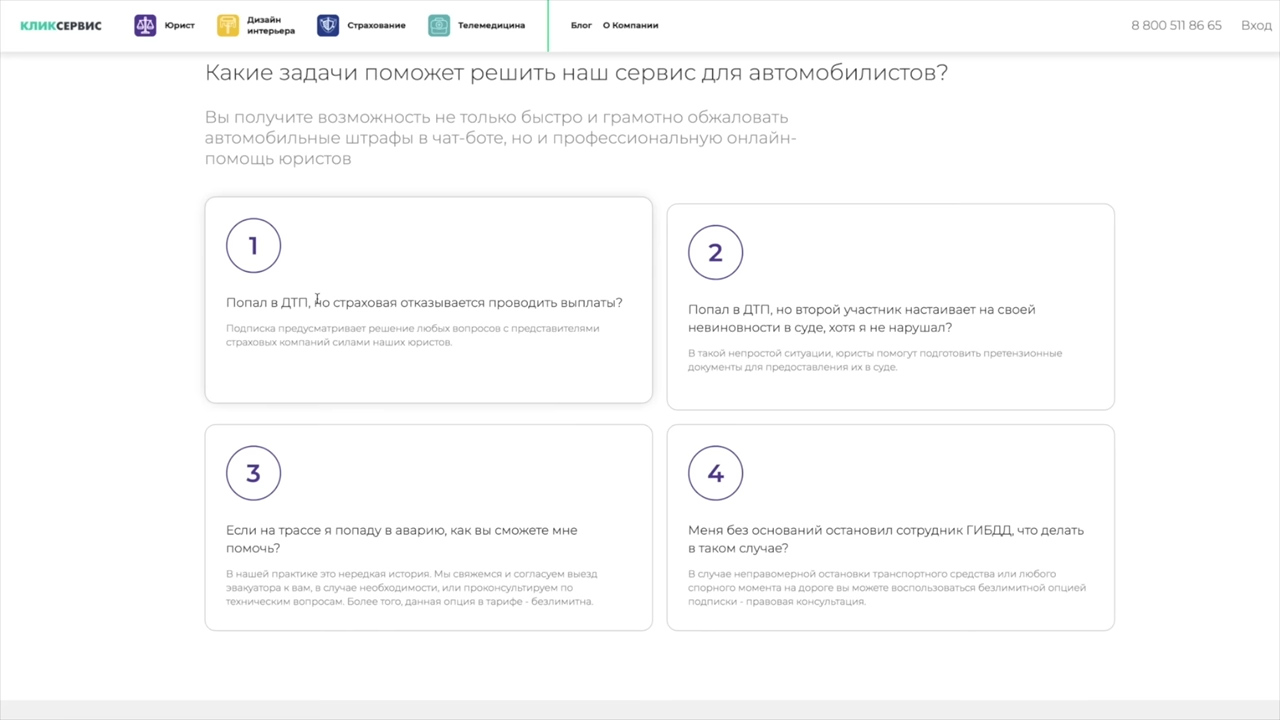 КЛИКСЕРВИС
Юрист
Дизайн
интерьера
Страхование
Телемедицина
Блог
О Компании
8 800 511 86 65
Вход
Какие задачи поможет решить наш сервис для автомобилистов?
Вы получите возможность не только быстро и грамотно обжаловать
автомобильные штрафы в чат-боте, но и профессиональную онлайн-
помощь юристов
1
Попал в ДТП, но страховая отказывается проводить выплаты?
Подписка предусматривает решение любых вопросов с представителями
страховых компаний силами наших юристов.
2
Попал в ДТП, но второй участник настаивает на своей
невиновности в суде, хотя я не нарушал?
В такой непростой ситуации, юристы помогут подготовить претензионные
документы для предоставления их в суде.
3
Если на трассе я попаду в аварию, как вы сможете мне
помочь?
В нашей практике это нередкая история. Мы свяжемся и согласуем выезд
эвакуатора к вам, в случае необходимости, или проконсультируем по
техническим вопросам. Более того, данная опция в тарифе - безлимитна.
4
Меня без оснований остановил сотрудник ГИБДД, что делать
в таком случае?
В случае неправомерной остановки транспортного средства или любого
спорного момента на дороге вы можете воспользоваться безлимитной опцией
подписки - правовая консультация.